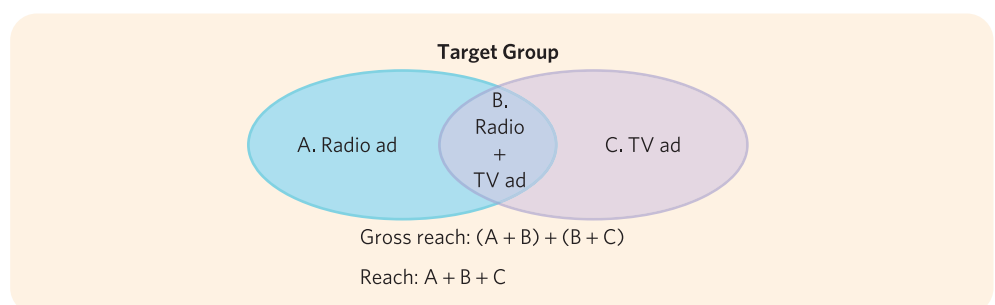 Target Group
A. Radio ad
B.
Radio
+
TV ad
C. TV ad
Gross reach: (A + B) + (B + C)
Reach: A + B + C